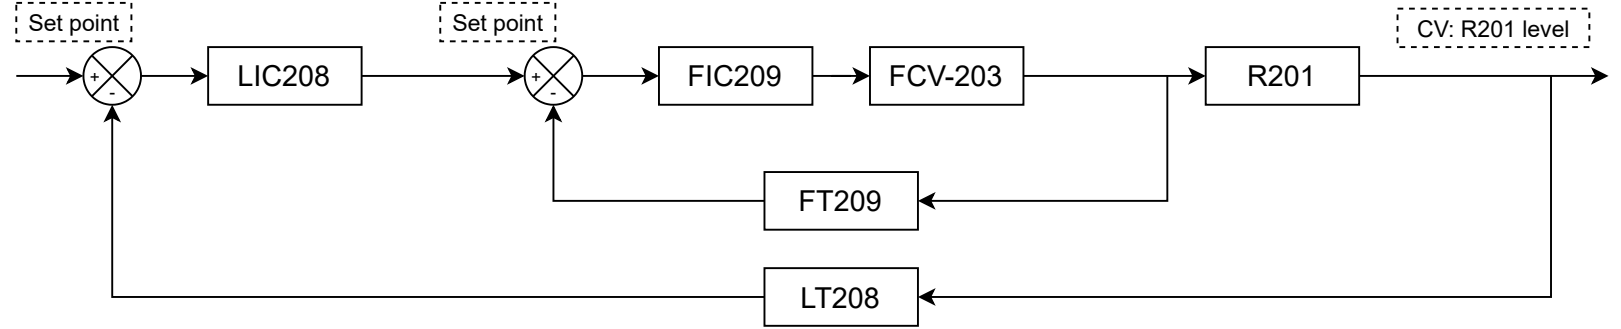 Set point
Set point
CV: R201 level
+
-
LIC208
+
-
FIC209
FCV-203
R201
FT209
LT208